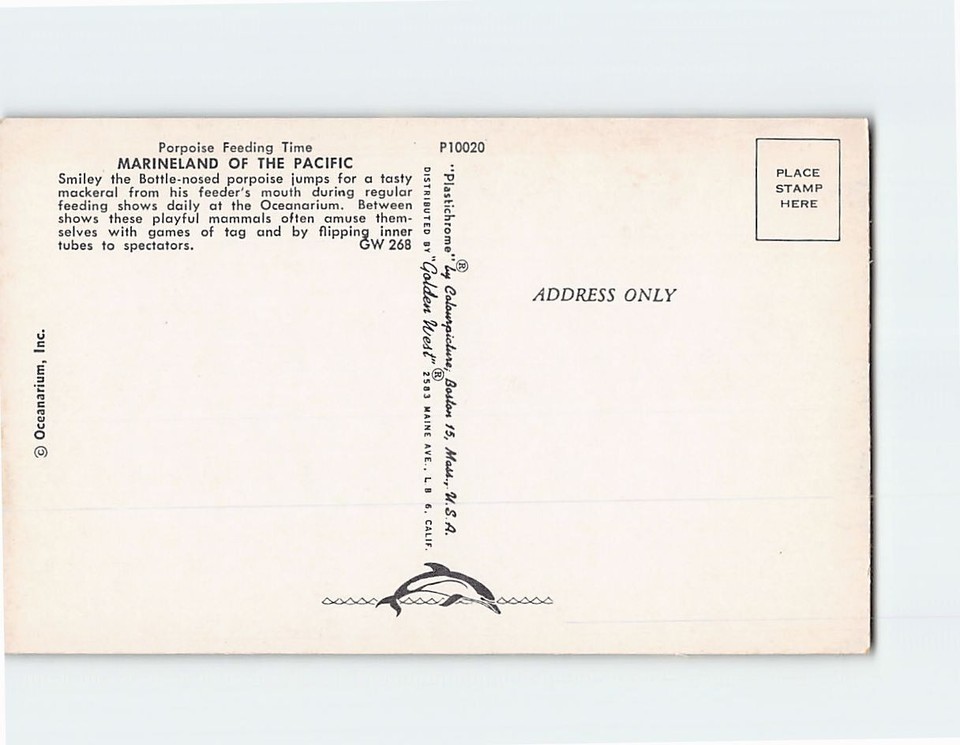 Porpoise Feeding Time
MARINELAND OF THE PACIFIC
Smiley the Bottle-nosed porpoise jumps for a tasty
mackeral from his feeder's mouth during regular
feeding shows daily at the Oceanarium. Between
shows these playful mammals often amuse them-
selves with games of tag and by flipping inner
tubes to spectators. GW 268
© Oceanarium, Inc.
P10020
"Plastichrome"® by Colourpicture, Boston 15, Mass., U.S.A.
DISTRIBUTED BY "Golden West"® 2583 MAINE AVE., L.B 6, CALIF.
PLACE
STAMP
HERE
ADDRESS ONLY